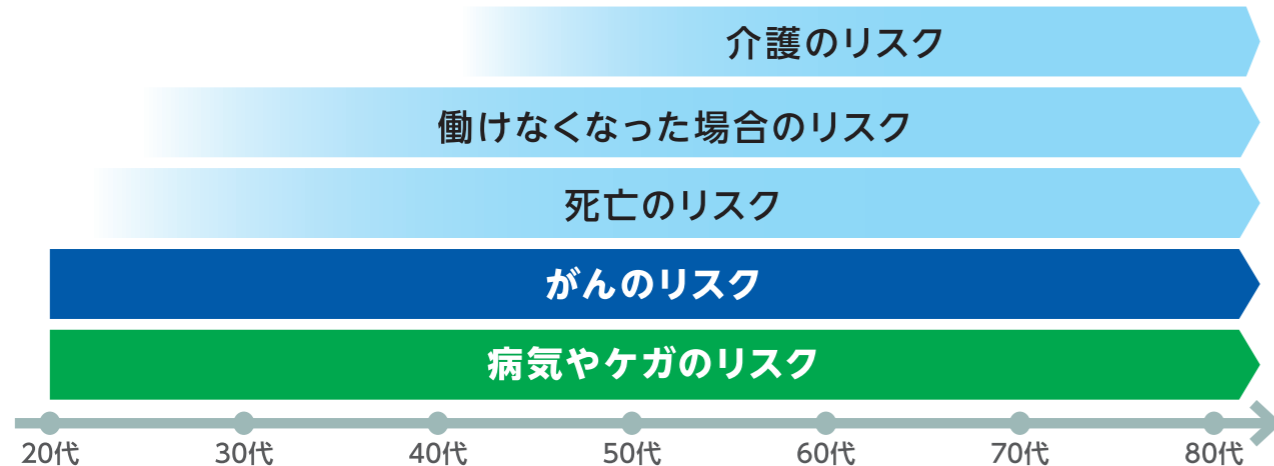 介護のリスク
働けなくなった場合のリスク
死亡のリスク
がんのリスク
病気やケガのリスク
20代 30代 40代 50代 60代 70代 80代